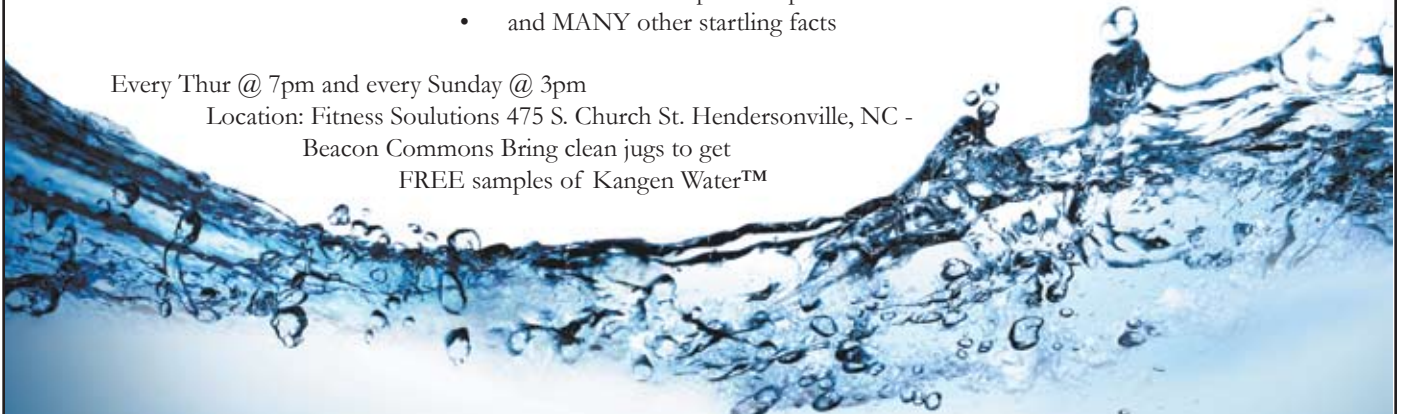 • and MANY other startling facts
Every Thur @ 7pm and every Sunday @ 3pm
Location: Fitness Soulutions 475 S. Church St. Hendersonville, NC -
Beacon Commons Bring clean jugs to get
FREE samples of Kangen Water™